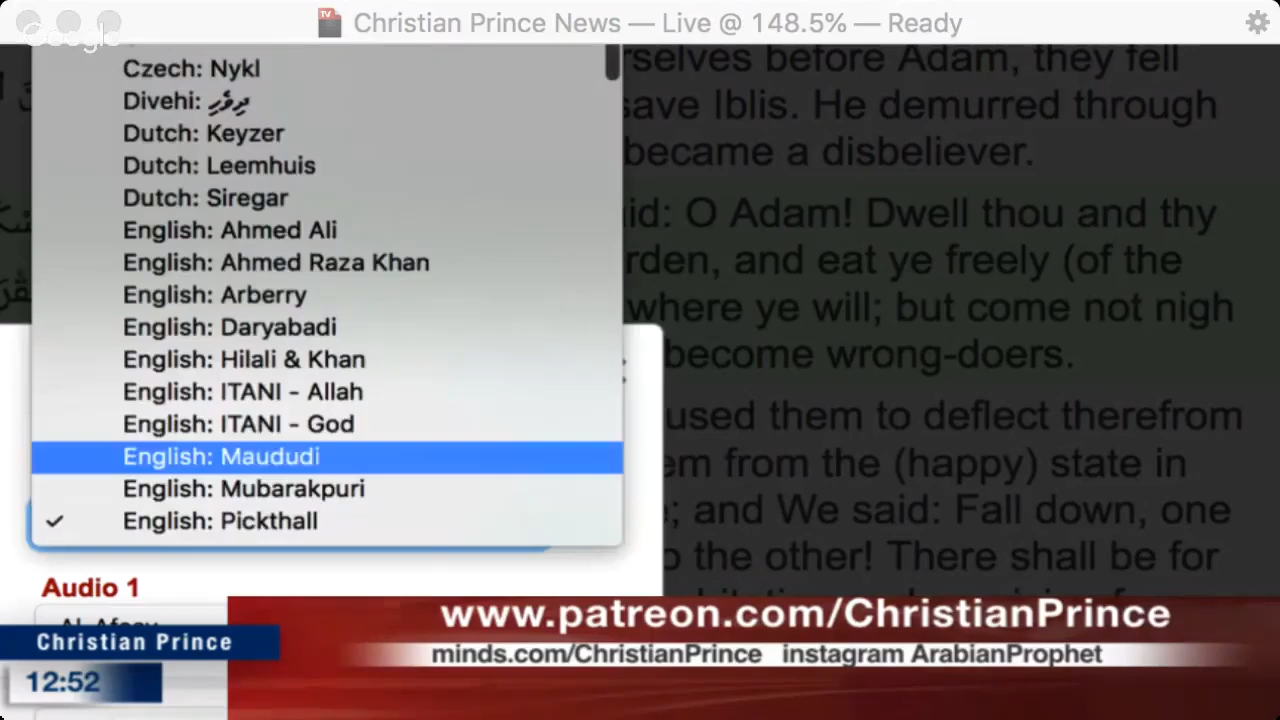 Google
Christian Prince News — Live @ 148.5% — Ready
Czech: Nykl
Divehi: ދިވެހި
Dutch: Keyzer
Dutch: Leemhuis
Dutch: Siregar
English: Ahmed Ali
English: Ahmed Raza Khan
English: Arberry
English: Daryabadi
English: Hilali & Khan
English: ITANI - Allah
English: ITANI - God
English: Maududi
English: Mubarakpuri
✓ English: Pickthall
before Adam, they fell
save Iblis. He demurred through
became a disbeliever.
O Adam! Dwell thou and thy
and eat ye freely (of the
where ye will; but come not nigh
become wrong-doers.
them to deflect therefrom
from the (happy) state in
and We said: Fall down, one
the other! There shall be for
Audio 1
www.patreon.com/ChristianPrince
Christian Prince
minds.com/ChristianPrince instagram ArabianProphet
12:52